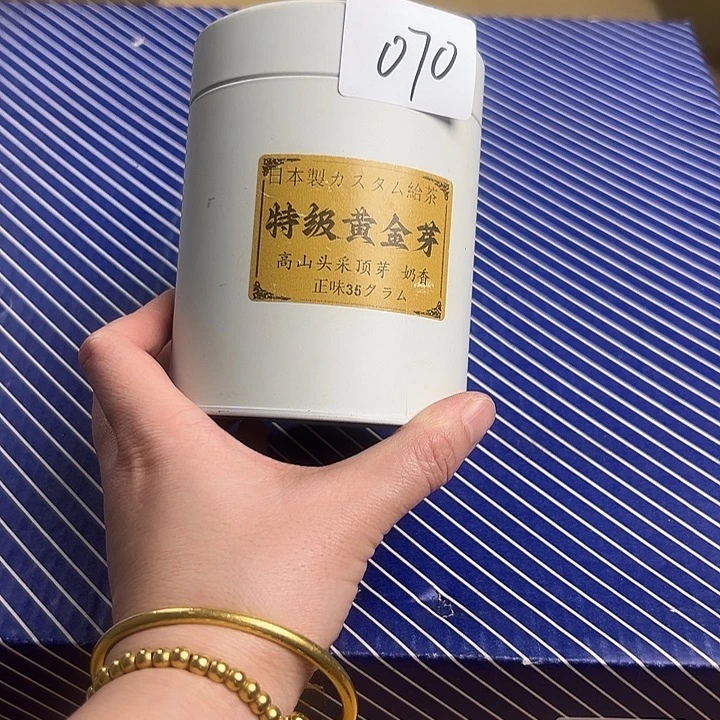 070
日本製カスタム給茶
特级黄金芽
高山头采顶芽 奶香
正味35グラム